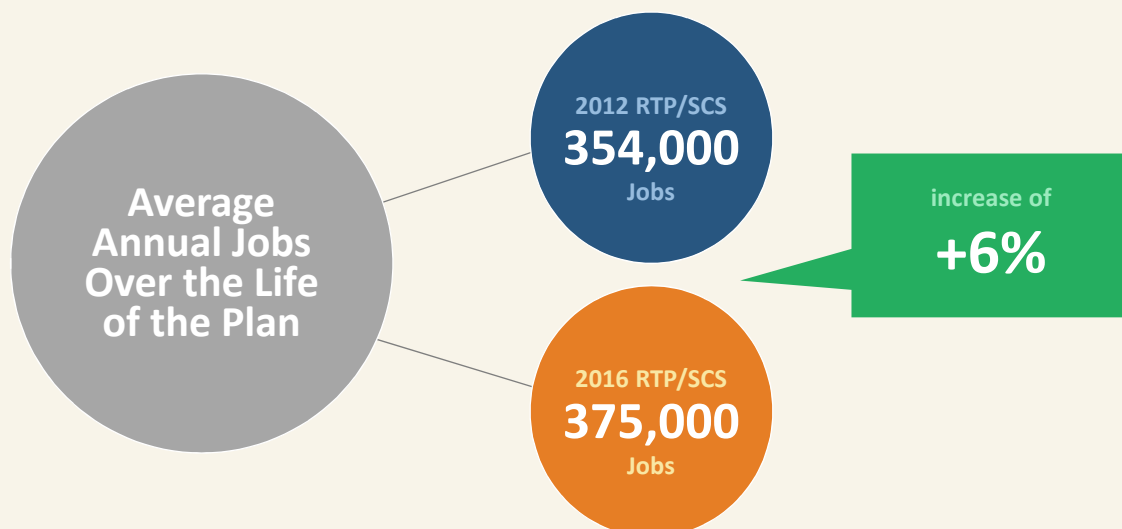 Average
Annual Jobs
Over the Life
of the Plan
2012 RTP/SCS
354,000
Jobs
2016 RTP/SCS
375,000
Jobs
increase of
+6%